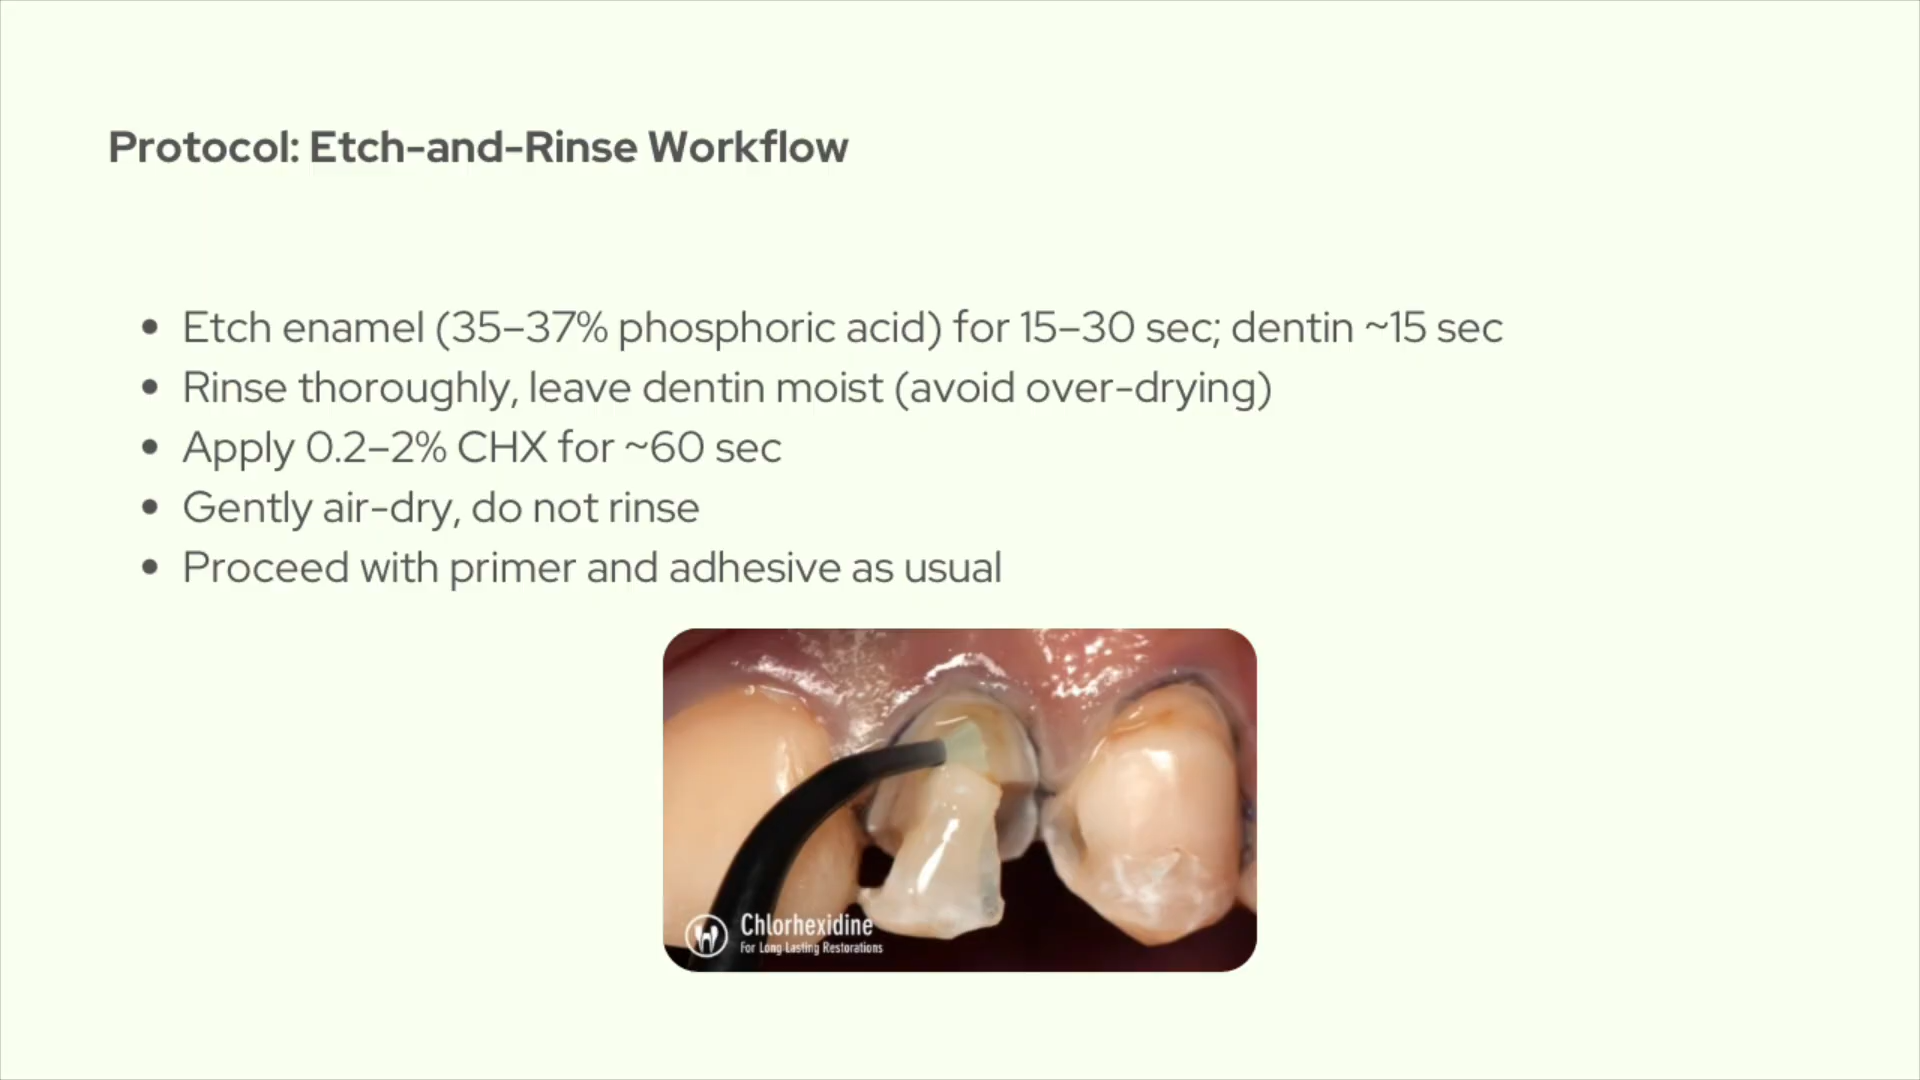 Protocol: Etch-and-Rinse Workflow
• Etch enamel (35–37% phosphoric acid) for 15–30 sec; dentin ~15 sec
• Rinse thoroughly, leave dentin moist (avoid over-drying)
• Apply 0.2–2% CHX for ~60 sec
• Gently air-dry, do not rinse
• Proceed with primer and adhesive as usual
Chlorhexidine
For Long Lasting Restorations